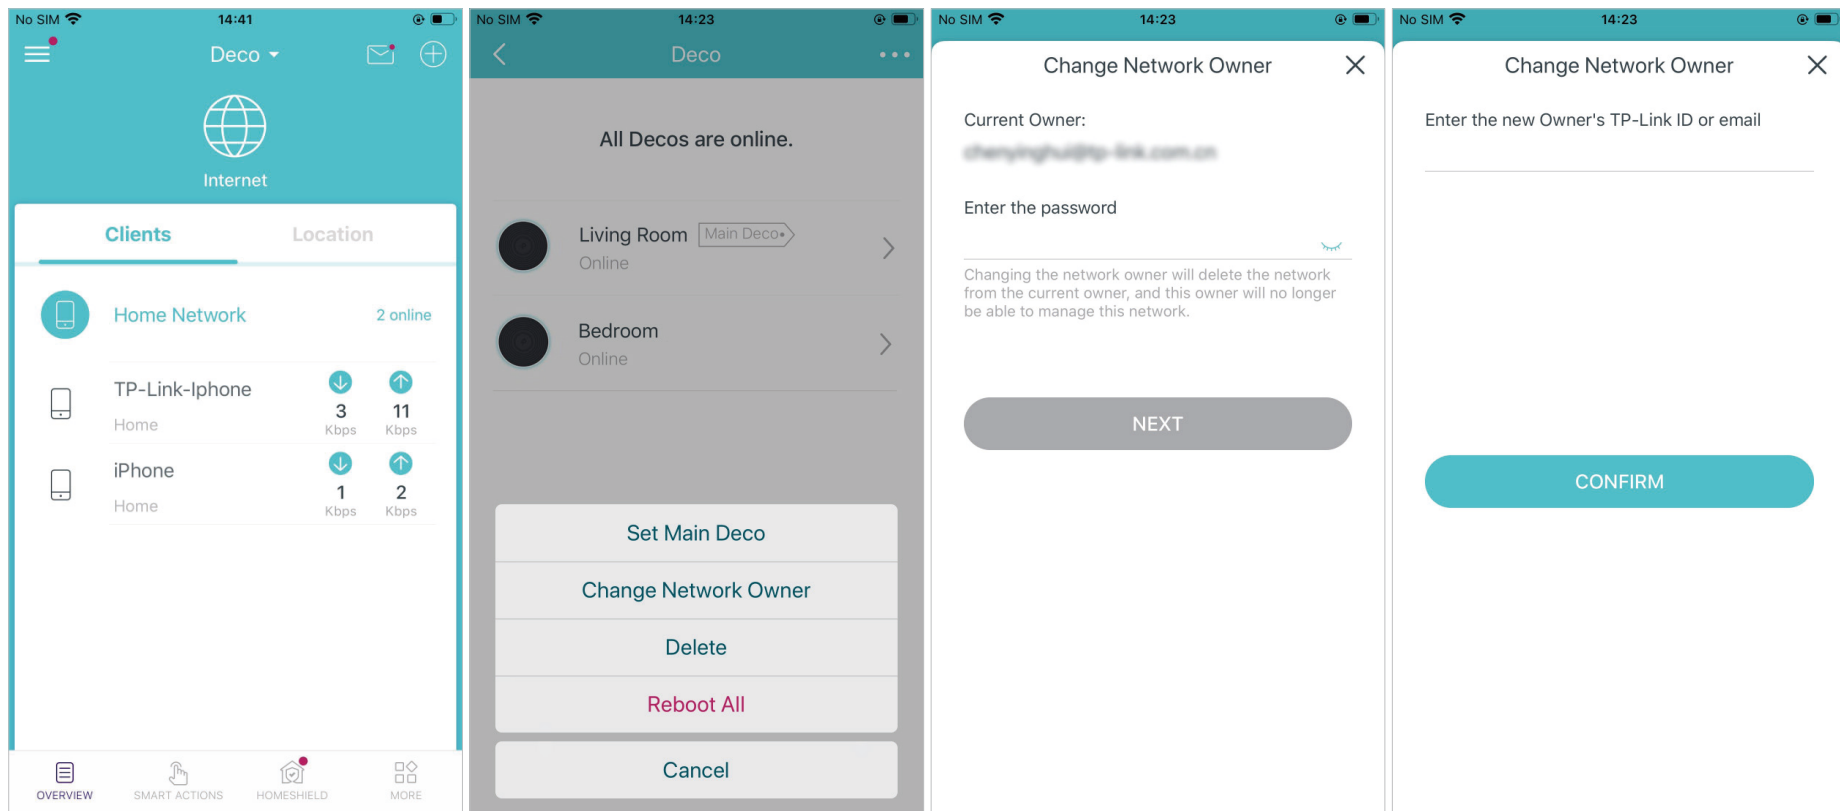 No SIM 14:41
Deco
Internet
Clients Location
Home Network 2 online
TP-Link-Iphone
Home
3 11
Kbps Kbps
iPhone
Home
1 2
Kbps Kbps
OVERVIEW SMART ACTIONS HOMESHIELD MORE
No SIM 14:23
Deco
All Decos are online.
Living Room Main Deco
Online
Bedroom
Online
Set Main Deco
Change Network Owner
Delete
Reboot All
Cancel
No SIM 14:23
Change Network Owner
Current Owner:
Enter the password
Changing the network owner will delete the network
from the current owner, and this owner will no longer
be able to manage this network.
NEXT
No SIM 14:23
Change Network Owner
Enter the new Owner's TP-Link ID or email
CONFIRM